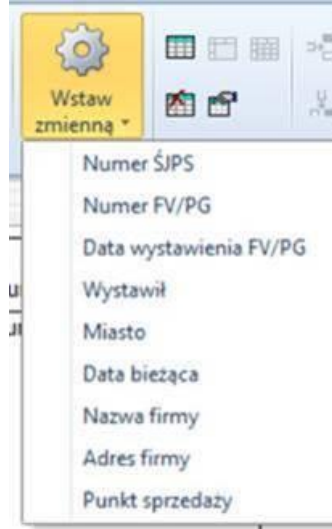 Wstaw
zmienną
Numer ŚJPS
Numer FV/PG
Data wystawienia FV/PG
Wystawił
Miasto
Data bieżąca
Nazwa firmy
Adres firmy
Punkt sprzedaży